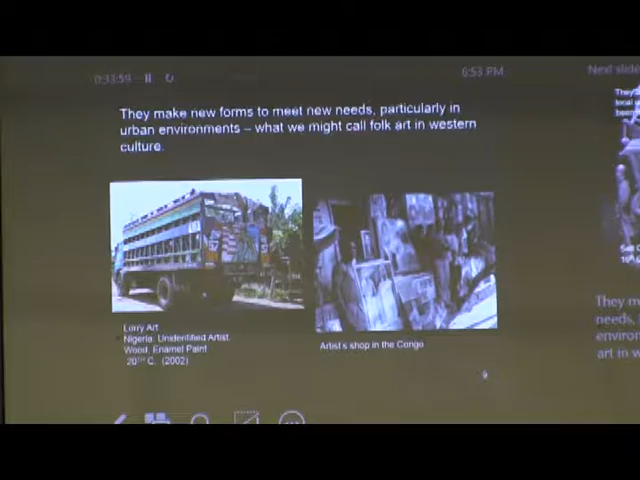 0:33:59
6:53 PM
Next slide
They make new forms to meet new needs, particularly in
urban environments – what we might call folk art in western
culture.
Lorry Art
Nigeria. Unidentified Artist.
Wood, Enamel Paint
20TH C. (2002)
Artist's shop in the Congo
9
They m
needs,
environ
art in w